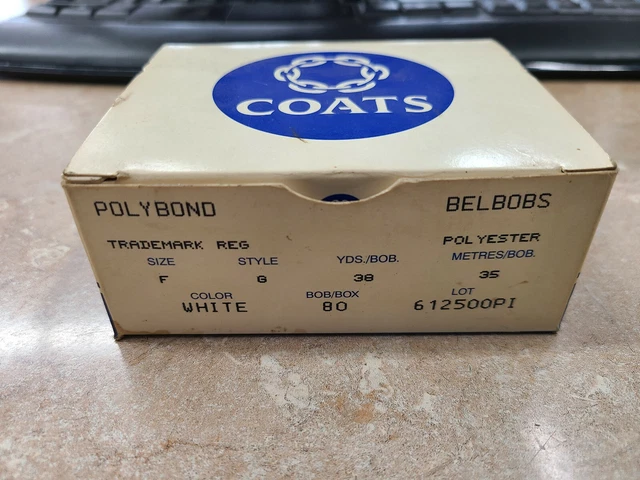 COATS
POLYBOND BELBOBS
TRADEMARK REG POLYESTER
SIZE STYLE YDS./BOB. METRES/BOB.
F G 38 35
COLOR BOB/BOX LOT
WHITE 80 612500PI